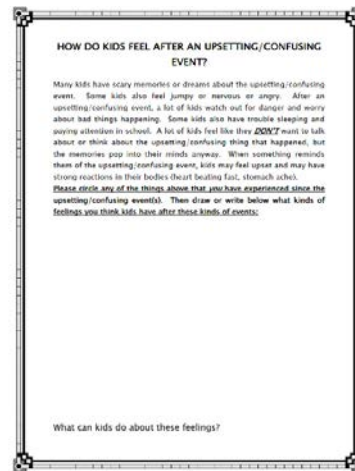 HOW DO KIDS FEEL AFTER AN UPSETTING/CONFUSING
EVENT?
Many kids have scary memories or dreams about the upsetting/confusing
event. Some kids also feel jumpy or nervous or angry. After an
upsetting/confusing event, a lot of kids watch out for danger and worry
about bad things happening. Some kids also have trouble sleeping and
paying attention in school. A lot of kids feel like they DON'T want to talk
about or think about the upsetting/confusing thing that happened, but
the memories pop into their minds anyway. When something reminds
them of the upsetting/confusing event, kids may feel upset and may have
strong reactions in their bodies (heart beating fast, stomach ache).
Please circle any of the things above that you have experienced since the
upsetting/confusing event(s). Then draw or write below what kinds of
feelings you think kids have after these kinds of events:
What can kids do about these feelings?